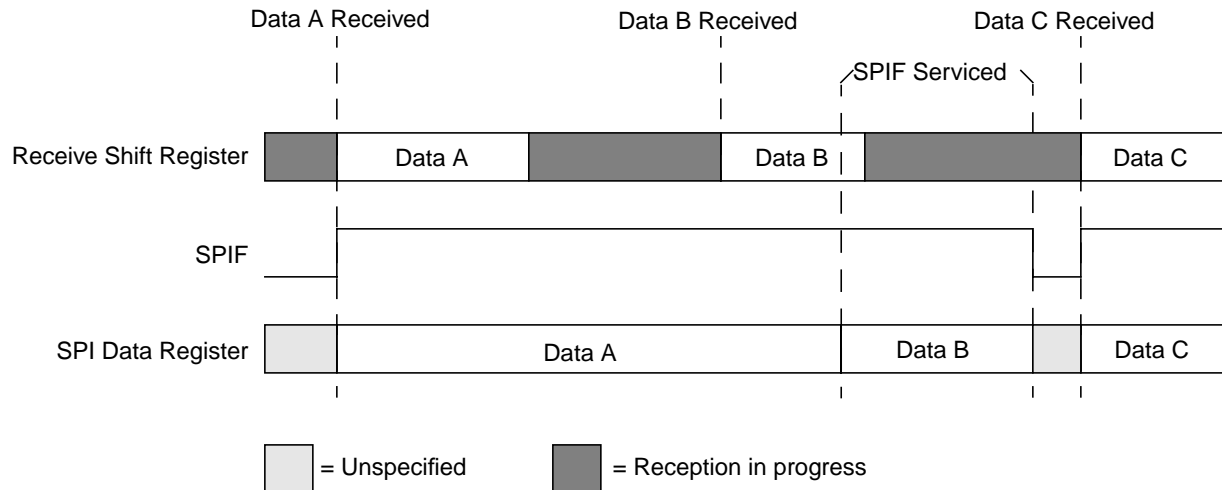 Data A Received
Data B Received
Data C Received
SPIF Serviced
Receive Shift Register
Data A
Data B
Data C
SPIF
SPI Data Register
Data A
Data B
Data C
= Unspecified
= Reception in progress